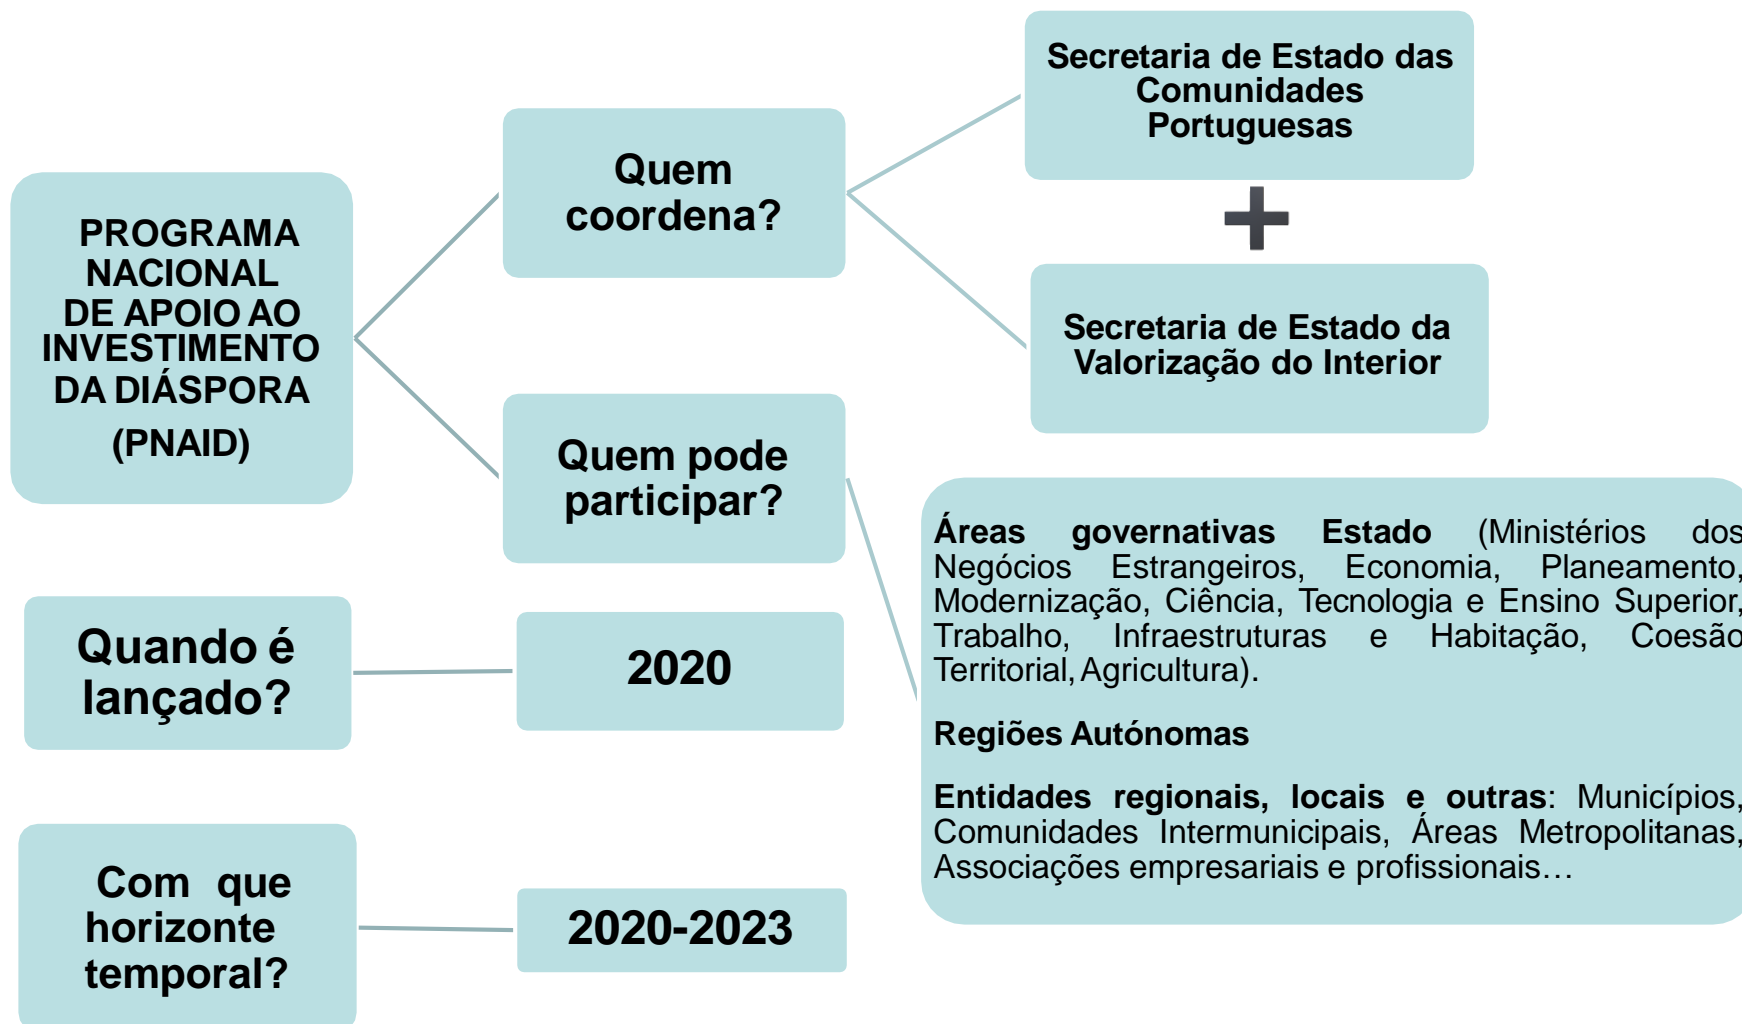 PROGRAMA
NACIONAL
DE APOIO AO
INVESTIMENTO
DA DIÁSPORA
(PNAID)
Quem
coordena?
Secretaria de Estado das
Comunidades
Portuguesas
Secretaria de Estado da
Valorização do Interior
Quem pode
participar?
Áreas governativas Estado (Ministérios dos
Negócios Estrangeiros, Economia, Planeamento,
Modernização, Ciência, Tecnologia e Ensino Superior,
Trabalho, Infraestruturas e Habitação, Coesão
Territorial, Agricultura).
Regiões Autónomas
Entidades regionais, locais e outras: Municípios,
Comunidades Intermunicipais, Áreas Metropolitanas,
Associações empresariais e profissionais…
Quando é
lançado?
2020
Com que
horizonte
temporal?
2020-2023